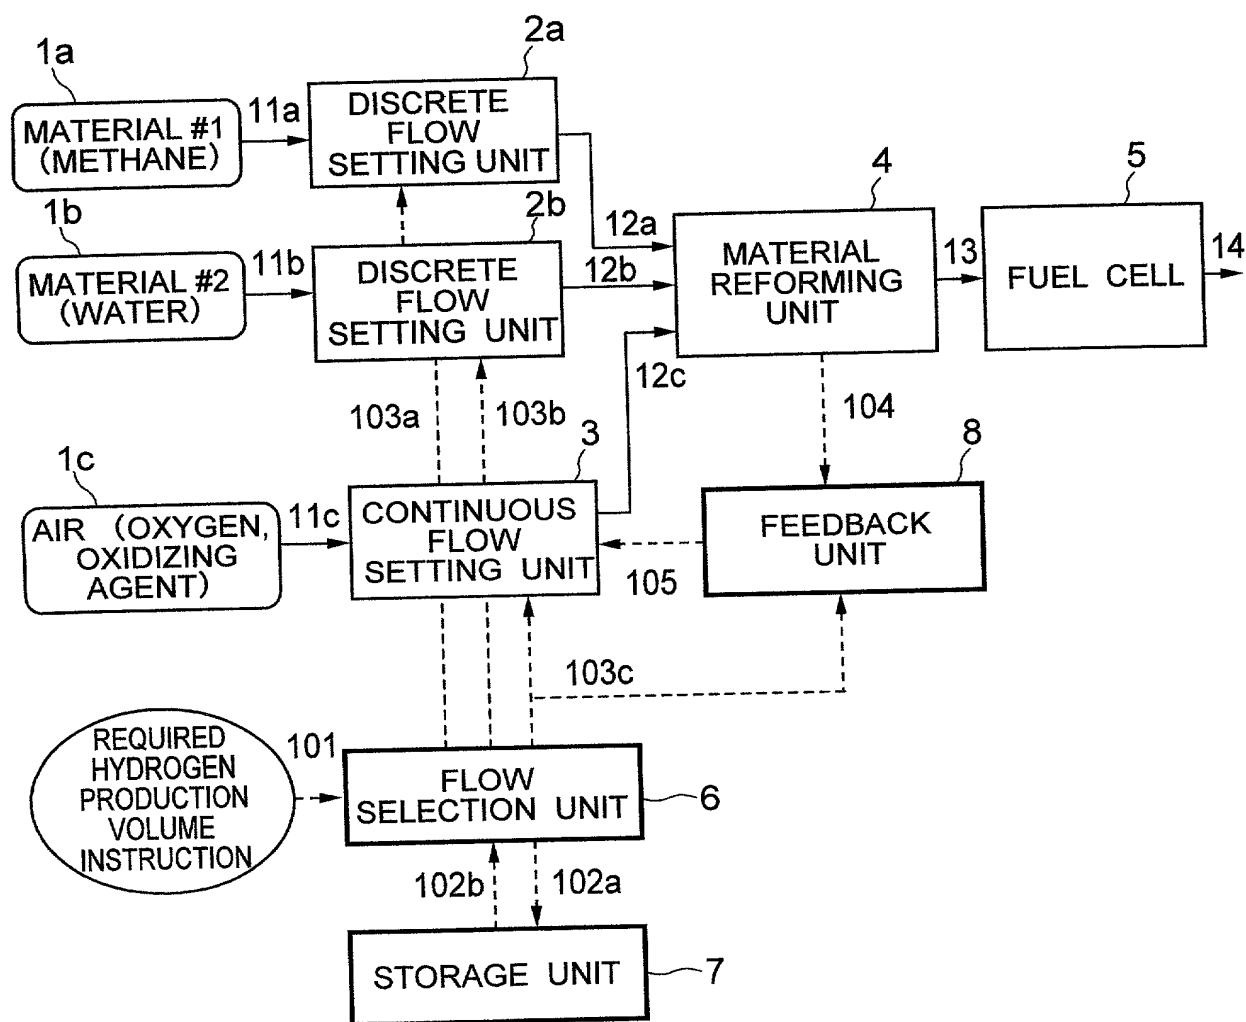 1a
2a
11a
MATERIAL #1
(METHANE)
DISCRETE
FLOW
SETTING UNIT
1b
2b
4
5
12a
11b
MATERIAL #2
(WATER)
DISCRETE
FLOW
SETTING UNIT
12b
MATERIAL
REFORMING
UNIT
13
FUEL CELL
14
12c
103a
103b
104
1c
3
8
11c
AIR (OXYGEN,
OXIDIZING
AGENT)
CONTINUOUS
FLOW
SETTING UNIT
FEEDBACK
UNIT
105
103c
REQUIRED
HYDROGEN
PRODUCTION
VOLUME
INSTRUCTION
101
FLOW
SELECTION UNIT
6
102b
102a
STORAGE UNIT
7